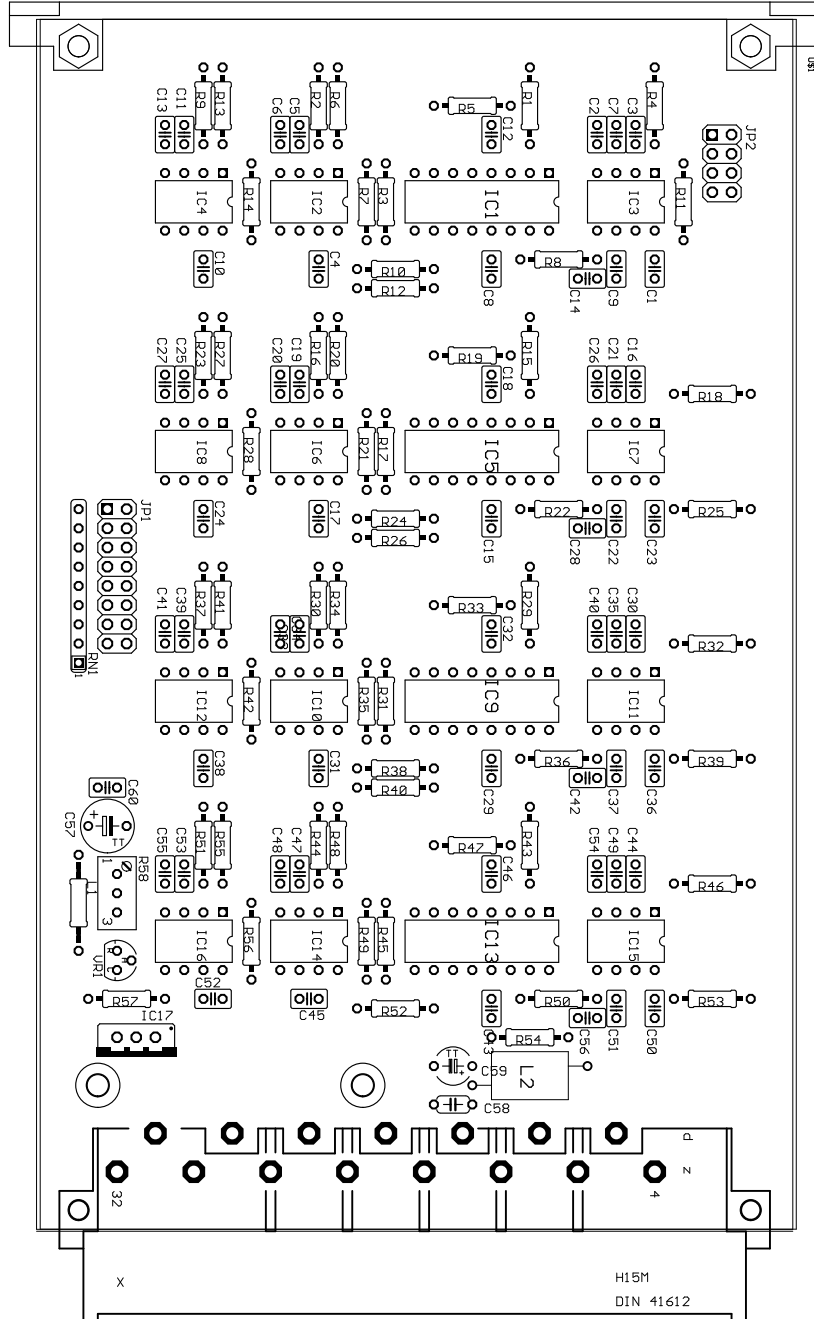 C13 C11 R9 R13 C6 C5 R2 R6 R5 C12 R1 C2 C7 C3 R4 JP2
IC4 R14 IC2 R7 R3 IC1 IC3 R11
C10 C4 R10 C8 R8 C14 C9 C1
R12
C27 C25 R23 R27 C20 C19 R16 R20 R19 C18 R15 C26 C21 C16 R18
IC8 R28 IC6 R21 R17 IC5 IC7
JP1 C24 C17 R24 C15 R22 C28 C22 C23 R25
R26
C41 C39 R37 R41 R30 R34 R33 C32 R29 C40 C35 C30 R32
RN1 1 IC12 R42 IC10 R35 R31 IC9 IC11
C38 C31 R38 C29 R36 C42 C37 C36 R39
C60 R40
C57 + TT C55 C53 R51 R55 C48 C47 R44 R48 R47 C46 R43 C54 C49 C44 R46
R58 1 3
VR1 IC16 R56 IC14 R49 R45 IC13 IC15
R57 C52 C45 R52 R50 C56 C51 C50 R53
IC17 R54
TT + C59 L2
C58
d
z
32 4
X H15M
DIN 41612